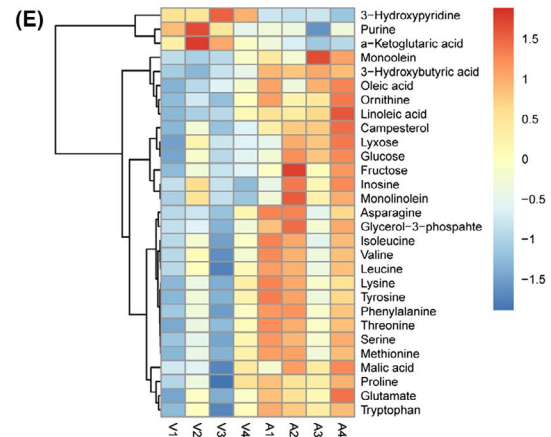 (E)
3-Hydroxypyridine
Purine
a-Ketoglutaric acid
Monoolein
3-Hydroxybutyric acid
Oleic acid
Ornithine
Linoleic acid
Campesterol
Lyxose
Glucose
Fructose
Inosine
Monolinolein
Asparagine
Glycerol-3-phospahte
Isoleucine
Valine
Leucine
Lysine
Tyrosine
Phenylalanine
Threonine
Serine
Methionine
Malic acid
Proline
Glutamate
Tryptophan
V1 V2 V3 V4 A1 A2 A3 A4
1.5
1
0.5
0
−0.5
−1
−1.5